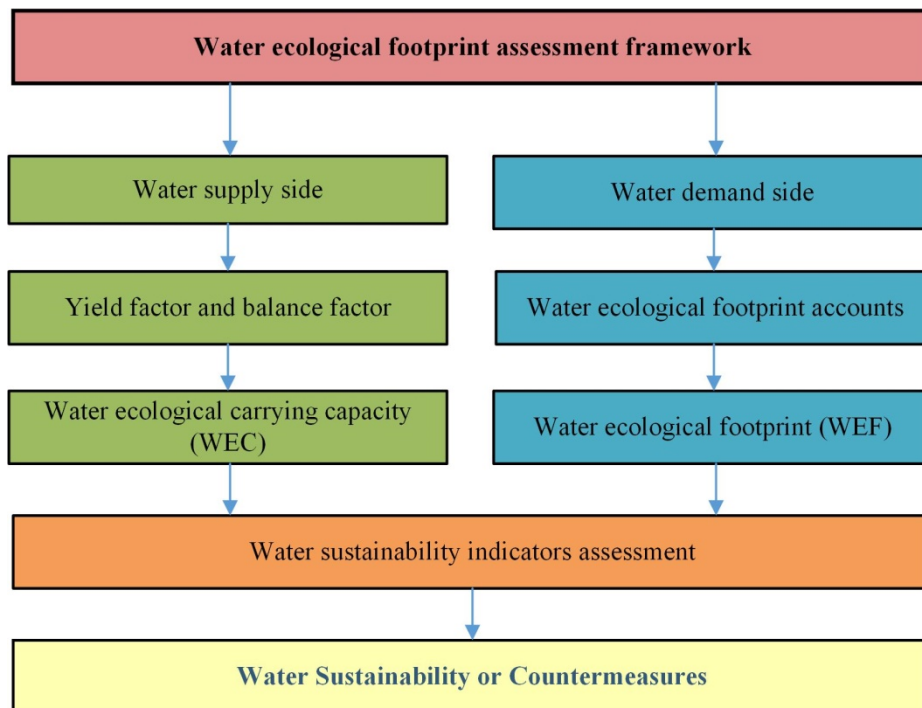 Water ecological footprint assessment framework
Water supply side
Water demand side
Yield factor and balance factor
Water ecological footprint accounts
Water ecological carrying capacity
(WEC)
Water ecological footprint (WEF)
Water sustainability indicators assessment
Water Sustainability or Countermeasures